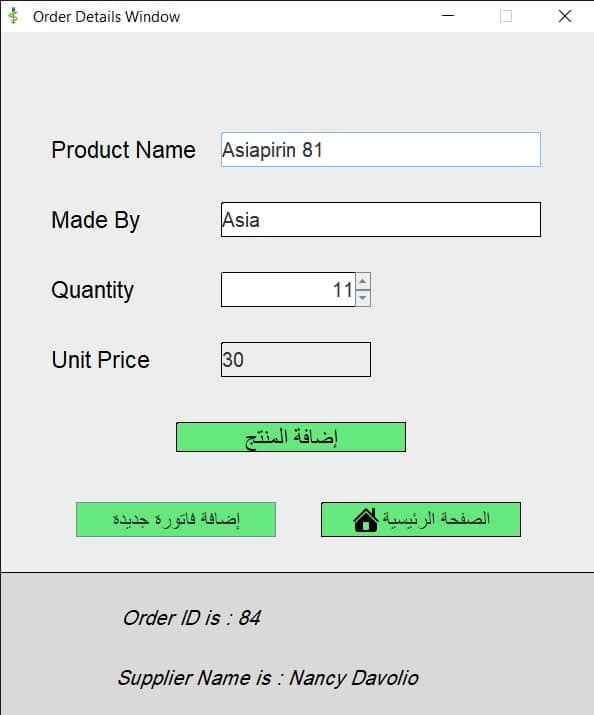 Order Details Window
Product Name Asiapirin 81
Made By Asia
Quantity 11
Unit Price 30
إضافة المنتج
إضافة فاتورة جديدة
الصفحة الرئيسية
Order ID is : 84
Supplier Name is : Nancy Davolio